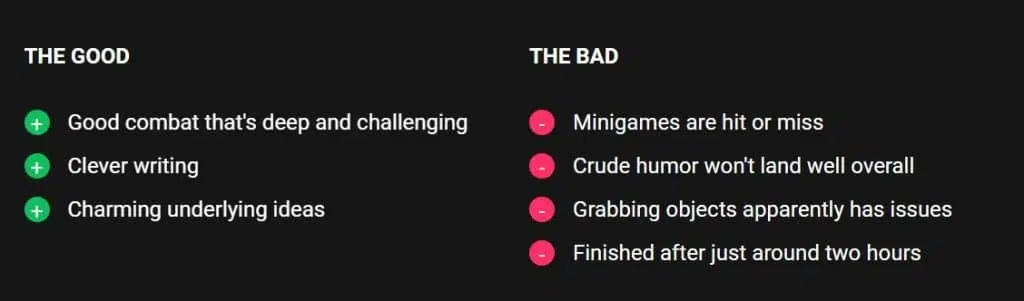 THE GOOD
+ Good combat that's deep and challenging
+ Clever writing
+ Charming underlying ideas
THE BAD
- Minigames are hit or miss
- Crude humor won't land well overall
- Grabbing objects apparently has issues
- Finished after just around two hours